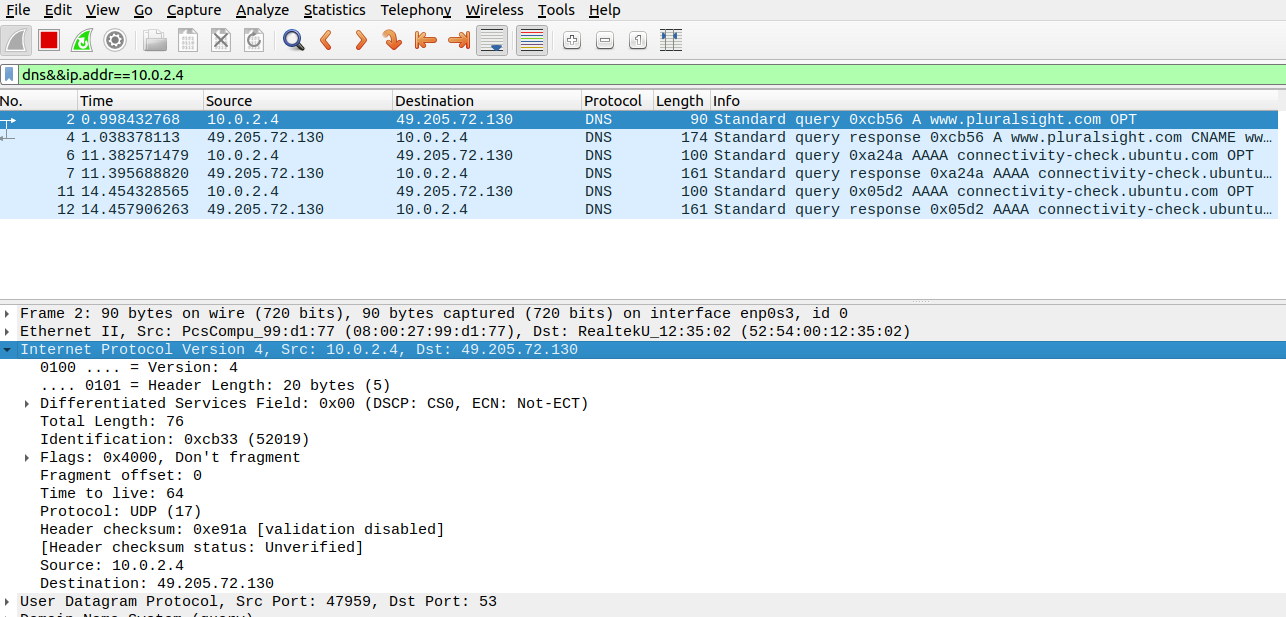 File Edit View Go Capture Analyze Statistics Telephony Wireless Tools Help
dns&&ip.addr==10.0.2.4
No. Time Source Destination Protocol Length Info
2 0.998432768 10.0.2.4 49.205.72.130 DNS 90 Standard query 0xcb56 A www.pluralsight.com OPT
4 1.038378113 49.205.72.130 10.0.2.4 DNS 174 Standard query response 0xcb56 A www.pluralsight.com CNAME ww…
6 11.382571479 10.0.2.4 49.205.72.130 DNS 100 Standard query 0xa24a AAAA connectivity-check.ubuntu.com OPT
7 11.395688820 49.205.72.130 10.0.2.4 DNS 161 Standard query response 0xa24a AAAA connectivity-check.ubuntu…
11 14.454328565 10.0.2.4 49.205.72.130 DNS 100 Standard query 0x05d2 AAAA connectivity-check.ubuntu.com OPT
12 14.457906263 49.205.72.130 10.0.2.4 DNS 161 Standard query response 0x05d2 AAAA connectivity-check.ubuntu…
Frame 2: 90 bytes on wire (720 bits), 90 bytes captured (720 bits) on interface enp0s3, id 0
Ethernet II, Src: PcsCompu_99:d1:77 (08:00:27:99:d1:77), Dst: RealtekU_12:35:02 (52:54:00:12:35:02)
Internet Protocol Version 4, Src: 10.0.2.4, Dst: 49.205.72.130
0100 .... = Version: 4
.... 0101 = Header Length: 20 bytes (5)
Differentiated Services Field: 0x00 (DSCP: CS0, ECN: Not-ECT)
Total Length: 76
Identification: 0xcb33 (52019)
Flags: 0x4000, Don't fragment
Fragment offset: 0
Time to live: 64
Protocol: UDP (17)
Header checksum: 0xe91a [validation disabled]
[Header checksum status: Unverified]
Source: 10.0.2.4
Destination: 49.205.72.130
User Datagram Protocol, Src Port: 47959, Dst Port: 53
Domain Name System (query)